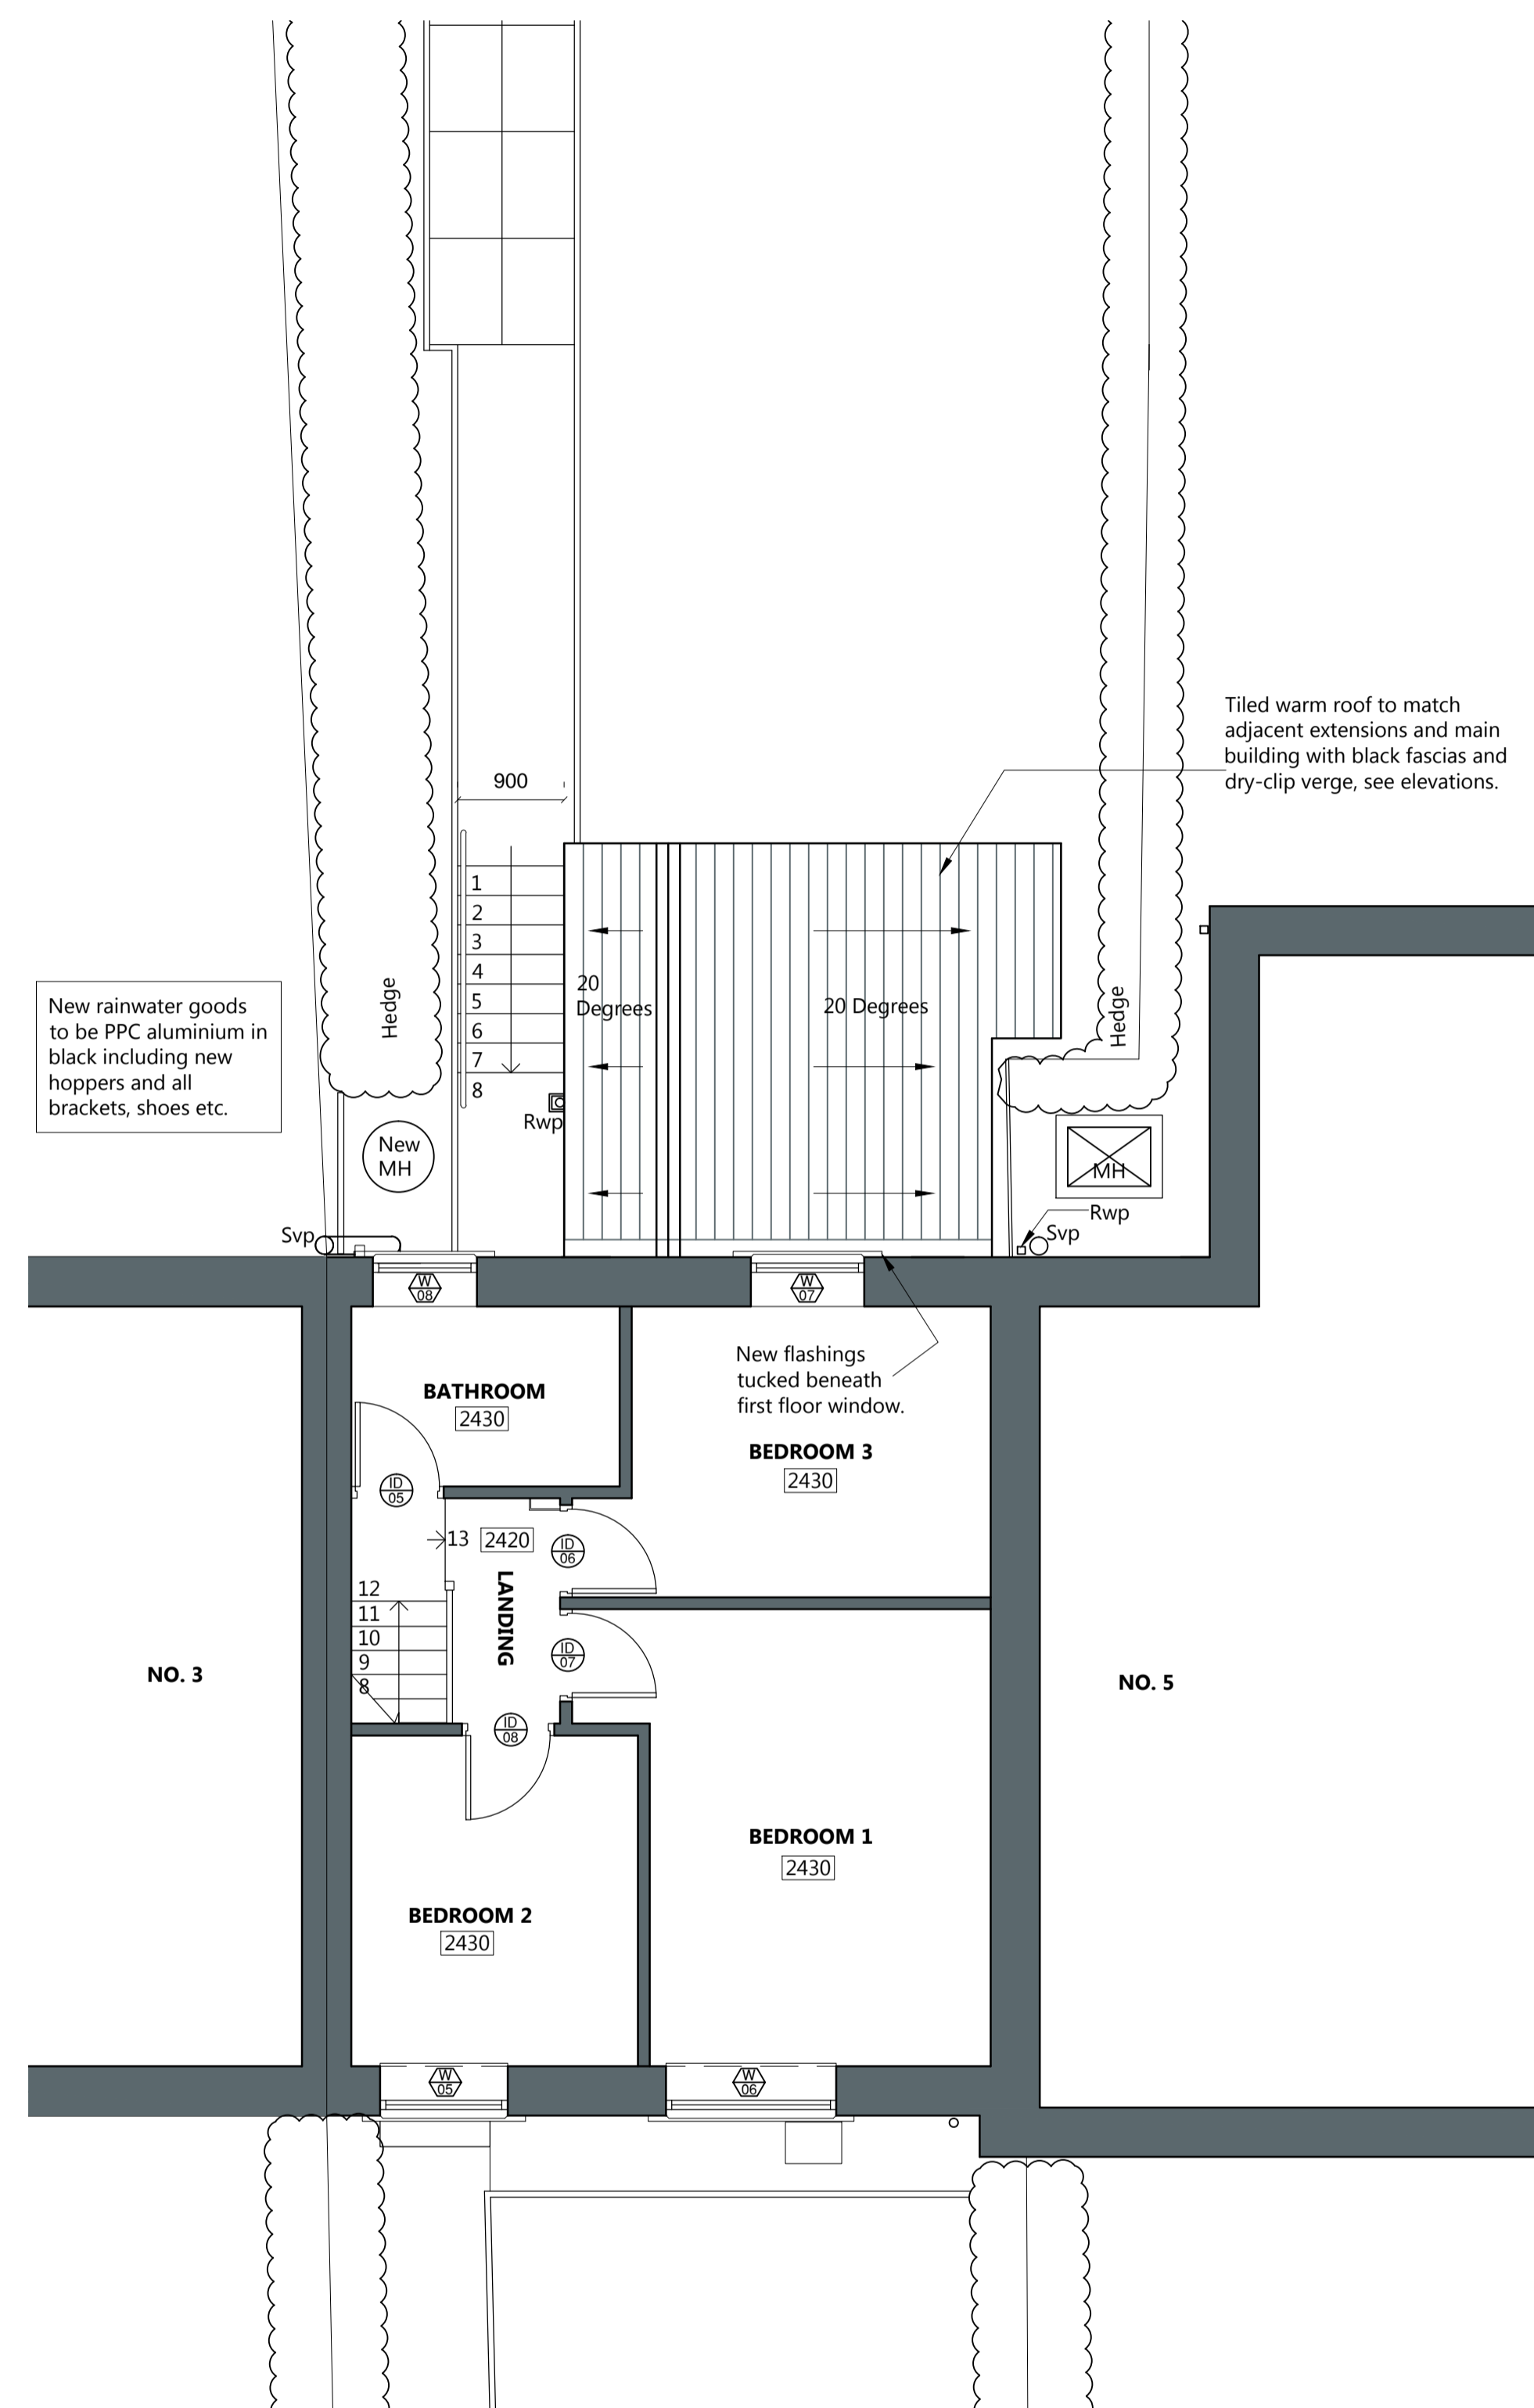 Tiled warm roof to match
adjacent extensions and main
building with black fascias and
dry-clip verge, see elevations.
900
1
2
3
4
5
6
7
8
20
Degrees
20 Degrees
Hedge
Hedge
New rainwater goods
to be PPC aluminium in
black including new
hoppers and all
brackets, shoes etc.
Rwp
New
MH
MH
Rwp
Svp
Svp
W
08
W
07
New flashings
tucked beneath
first floor window.
BATHROOM
2430
BEDROOM 3
2430
ID
05
13
2420
ID
06
LANDING
12
11
10
9
8
ID
07
NO. 3
NO. 5
ID
08
BEDROOM 1
2430
BEDROOM 2
2430
W
05
W
06